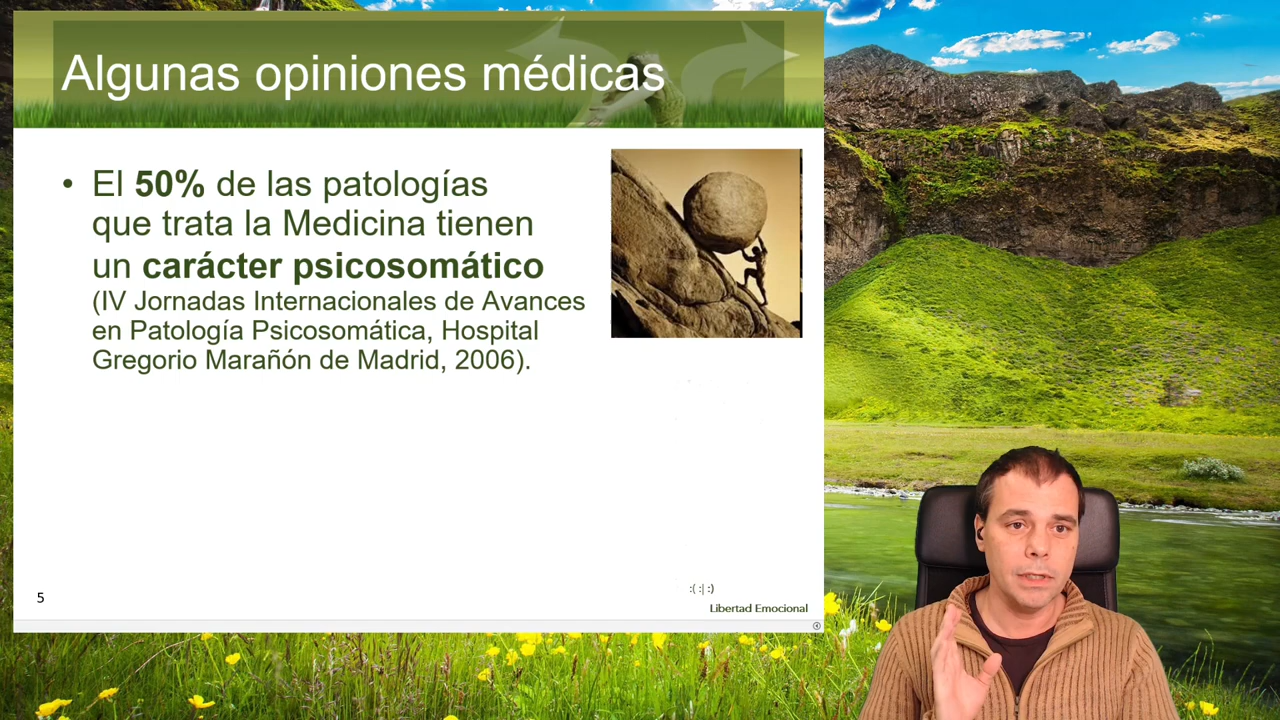 Algunas opiniones médicas
• El 50% de las patologías
que trata la Medicina tienen
un carácter psicosomático
(IV Jornadas Internacionales de Avances
en Patología Psicosomática, Hospital
Gregorio Marañón de Madrid, 2006).
5
:( :| :)
Libertad Emocional